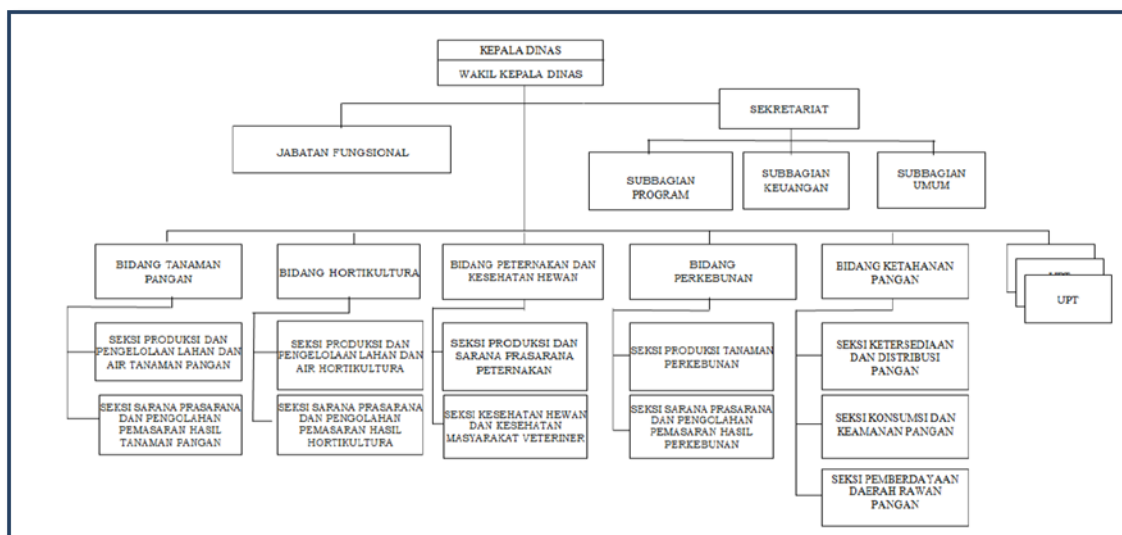 KEPALA DINAS
WAKIL KEPALA DINAS
SEKRETARIAT
JABATAN FUNGSIONAL
SUBBAGIAN
PROGRAM
SUBBAGIAN
KEUANGAN
SUBBAGIAN
UMUM
BIDANG TANAMAN
PANGAN
BIDANG HORTIKULTURA
BIDANG PETERNAKAN DAN
KESEHATAN HEWAN
BIDANG
PERKEBUNAN
BIDANG KETAHANAN
PANGAN
UPT
SEKSI PRODUKSI DAN
PENGELOLAAN LAHAN DAN
AIR TANAMAN PANGAN
SEKSI PRODUKSI DAN
PENGELOLAAN LAHAN DAN
AIR HORTIKULTURA
SEKSI PRODUKSI DAN
SARANA PRASARANA
PETERNAKAN
SEKSI PRODUKSI TANAMAN
PERKEBUNAN
SEKSI KETERSEDIAAN
DAN DISTRIBUSI
PANGAN
SEKSI SARANA PRASARANA
DAN PENGOLAHAN
PEMASARAN HASIL
TANAMAN PANGAN
SEKSI SARANA PRASARANA
DAN PENGOLAHAN
PEMASARAN HASIL
HORTIKULTURA
SEKSI KESEHATAN HEWAN
DAN KESEHATAN
MASYARAKAT VETERINER
SEKSI SARANA PRASARANA
DAN PENGOLAHAN
PEMASARAN HASIL
PERKEBUNAN
SEKSI KONSUMSI DAN
KEAMANAN PANGAN
SEKSI PEMBERDAYAAN
DAERAH RAWAN
PANGAN